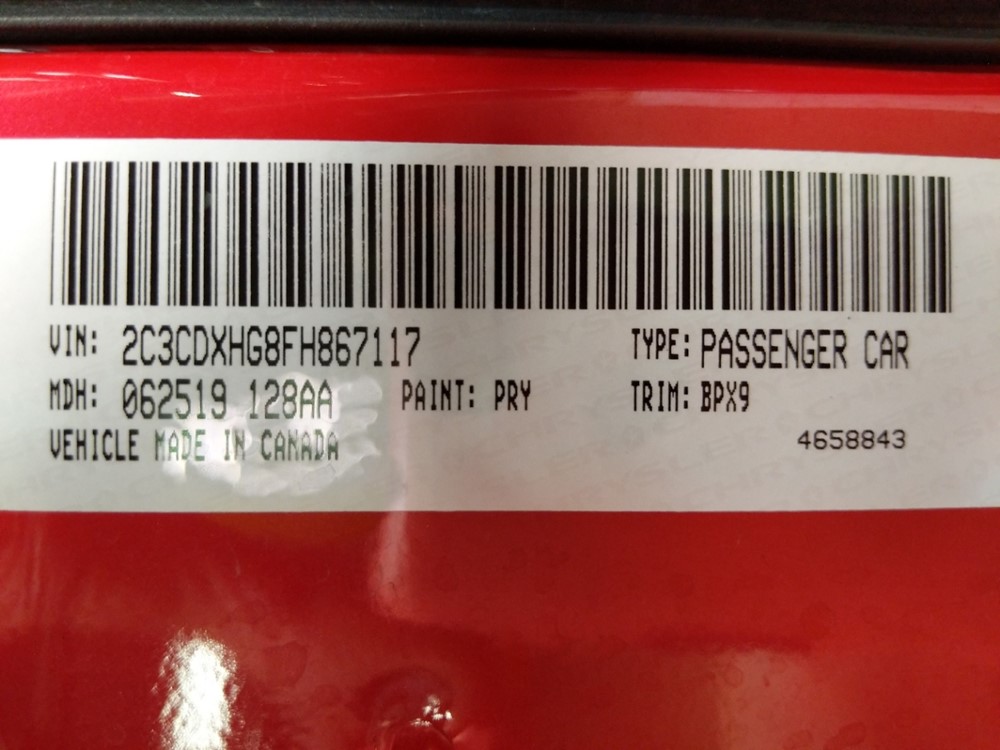 VIN: 2C3CDXHG8FH867117 TYPE: PASSENGER CAR
MDH: 062519 128AA PAINT: PRY TRIM: BPX9
VEHICLE MADE IN CANADA 4658843